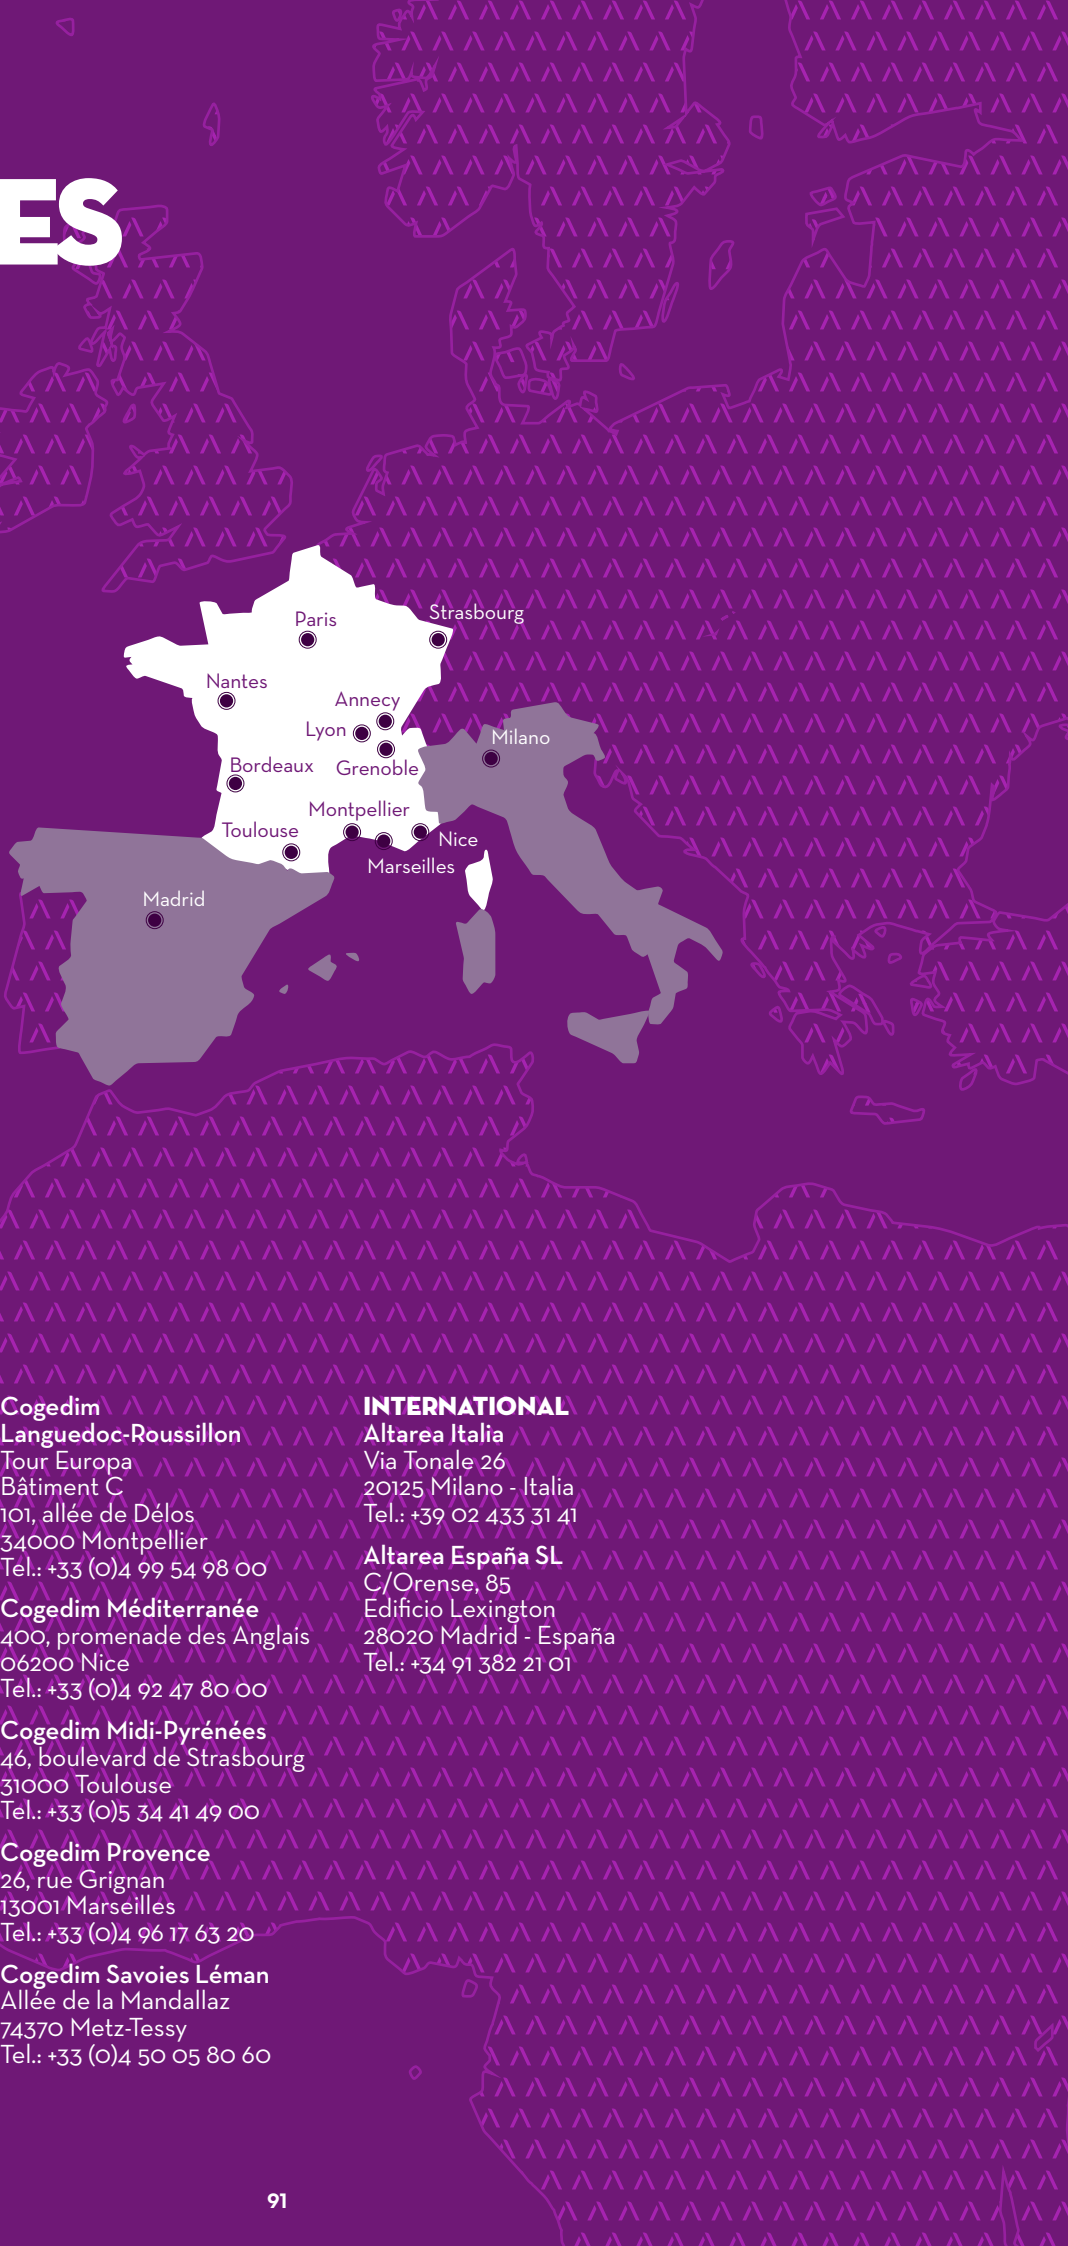 ES
Paris
Strasbourg
Nantes
Annecy
Lyon
Milano
Bordeaux
Grenoble
Montpellier
Toulouse
Nice
Marseilles
Madrid
Cogedim
Languedoc-Roussillon
Tour Europa
Bâtiment C
101, allée de Délos
34000 Montpellier
Tel.: +33 (0)4 99 54 98 00
Cogedim Méditerranée
400, promenade des Anglais
06200 Nice
Tel.: +33 (0)4 92 47 80 00
Cogedim Midi-Pyrénées
46, boulevard de Strasbourg
31000 Toulouse
Tel.: +33 (0)5 34 41 49 00
Cogedim Provence
26, rue Grignan
13001 Marseilles
Tel.: +33 (0)4 96 17 63 20
Cogedim Savoies Léman
Allée de la Mandallaz
74370 Metz-Tessy
Tel.: +33 (0)4 50 05 80 60
INTERNATIONAL
Altarea Italia
Via Tonale 26
20125 Milano - Italia
Tel.: +39 02 433 31 41
Altarea España SL
C/Orense, 85
Edificio Lexington
28020 Madrid - España
Tel.: +34 91 382 21 01
91